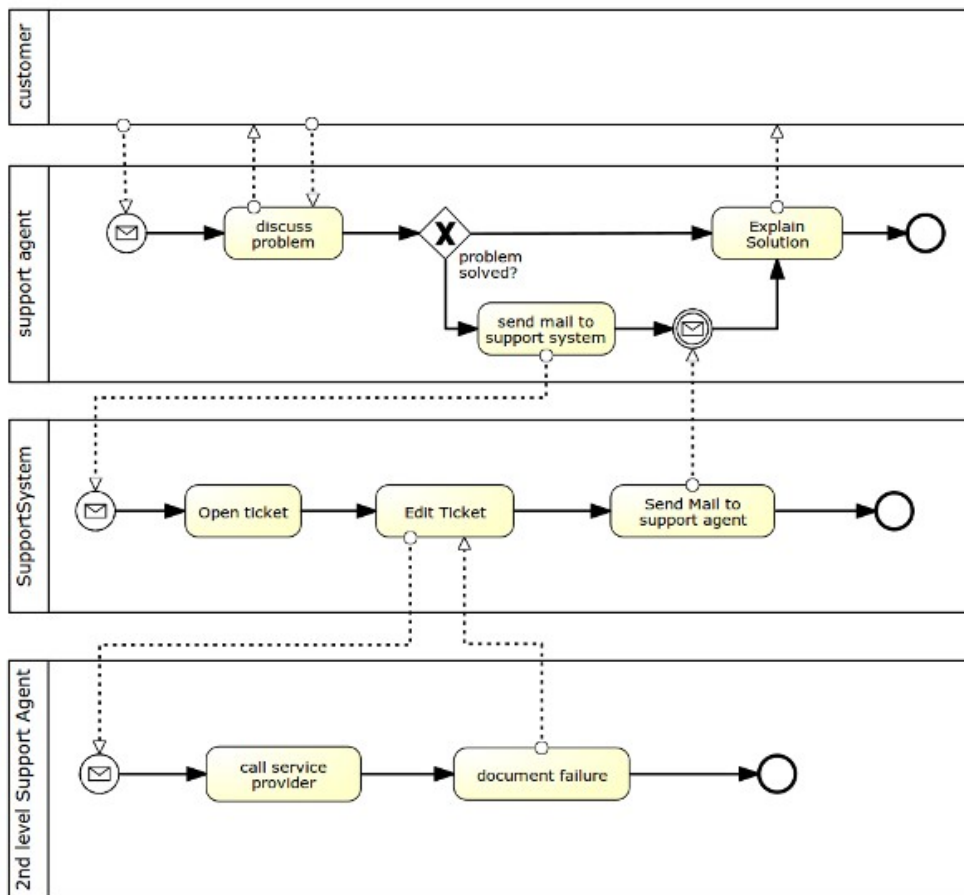 customer
support agent
discuss
problem
problem
solved?
Explain
Solution
send mail to
support system
SupportSystem
Open ticket
Edit Ticket
Send Mail to
support agent
2nd level Support Agent
call service
provider
document failure